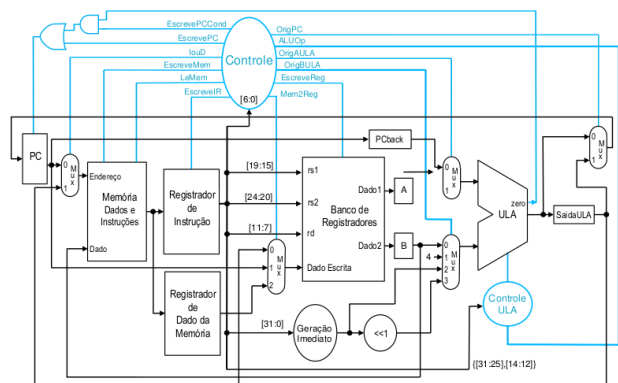 EscrevePCCond
EscrevePC
IouD
EscreveMem
LeMem
EscreveIR
Controle
[6:0]
OrigPC
ALUOp
OrigAULA
OrigBULA
EscreveReg
Mem2Reg
PC
0
Mux
1
Endereço
Memória
Dados e
Instruções
Dado
Registrador
de
Instrução
Registrador
de
Dado da
Memória
[19:15]
[24:20]
[11:7]
[31:0]
0
1
2
Mux
rs1
rs2
rd
Dado Escrita
Banco de
Registradores
Dado1
Dado2
A
B
PCback
0
Mux
1
4
0
1
2
3
Mux
Geração
Imediato
<<1
zero
ULA
Controle
ULA
SaídaULA
0
Mux
1
{[31:25],[14:12]}